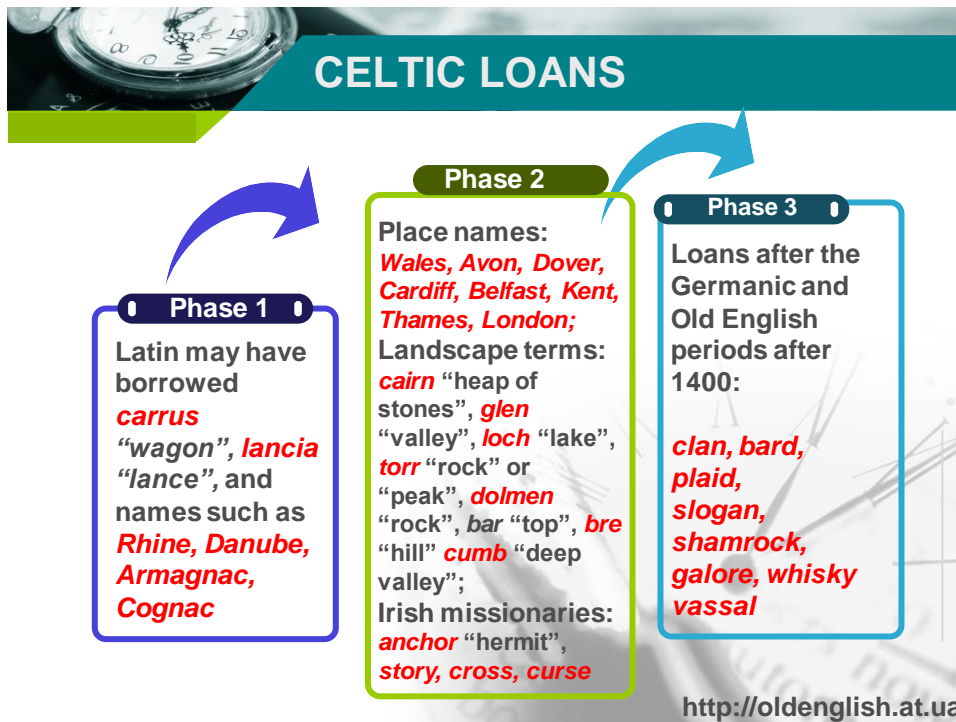 CELTIC LOANS
Phase 1
Latin may have
borrowed
carrus
“wagon”, lancia
“lance”, and
names such as
Rhine, Danube,
Armagnac,
Cognac
Phase 2
Place names:
Wales, Avon, Dover,
Cardiff, Belfast, Kent,
Thames, London;
Landscape terms:
cairn “heap of
stones”, glen
“valley”, loch “lake”,
torr “rock” or
“peak”, dolmen
“rock”, bar “top”, bre
“hill” cumb “deep
valley”;
Irish missionaries:
anchor “hermit”,
story, cross, curse
Phase 3
Loans after the
Germanic and
Old English
periods after
1400:
clan, bard,
plaid,
slogan,
shamrock,
galore, whisky
vassal
http://oldenglish.at.ua